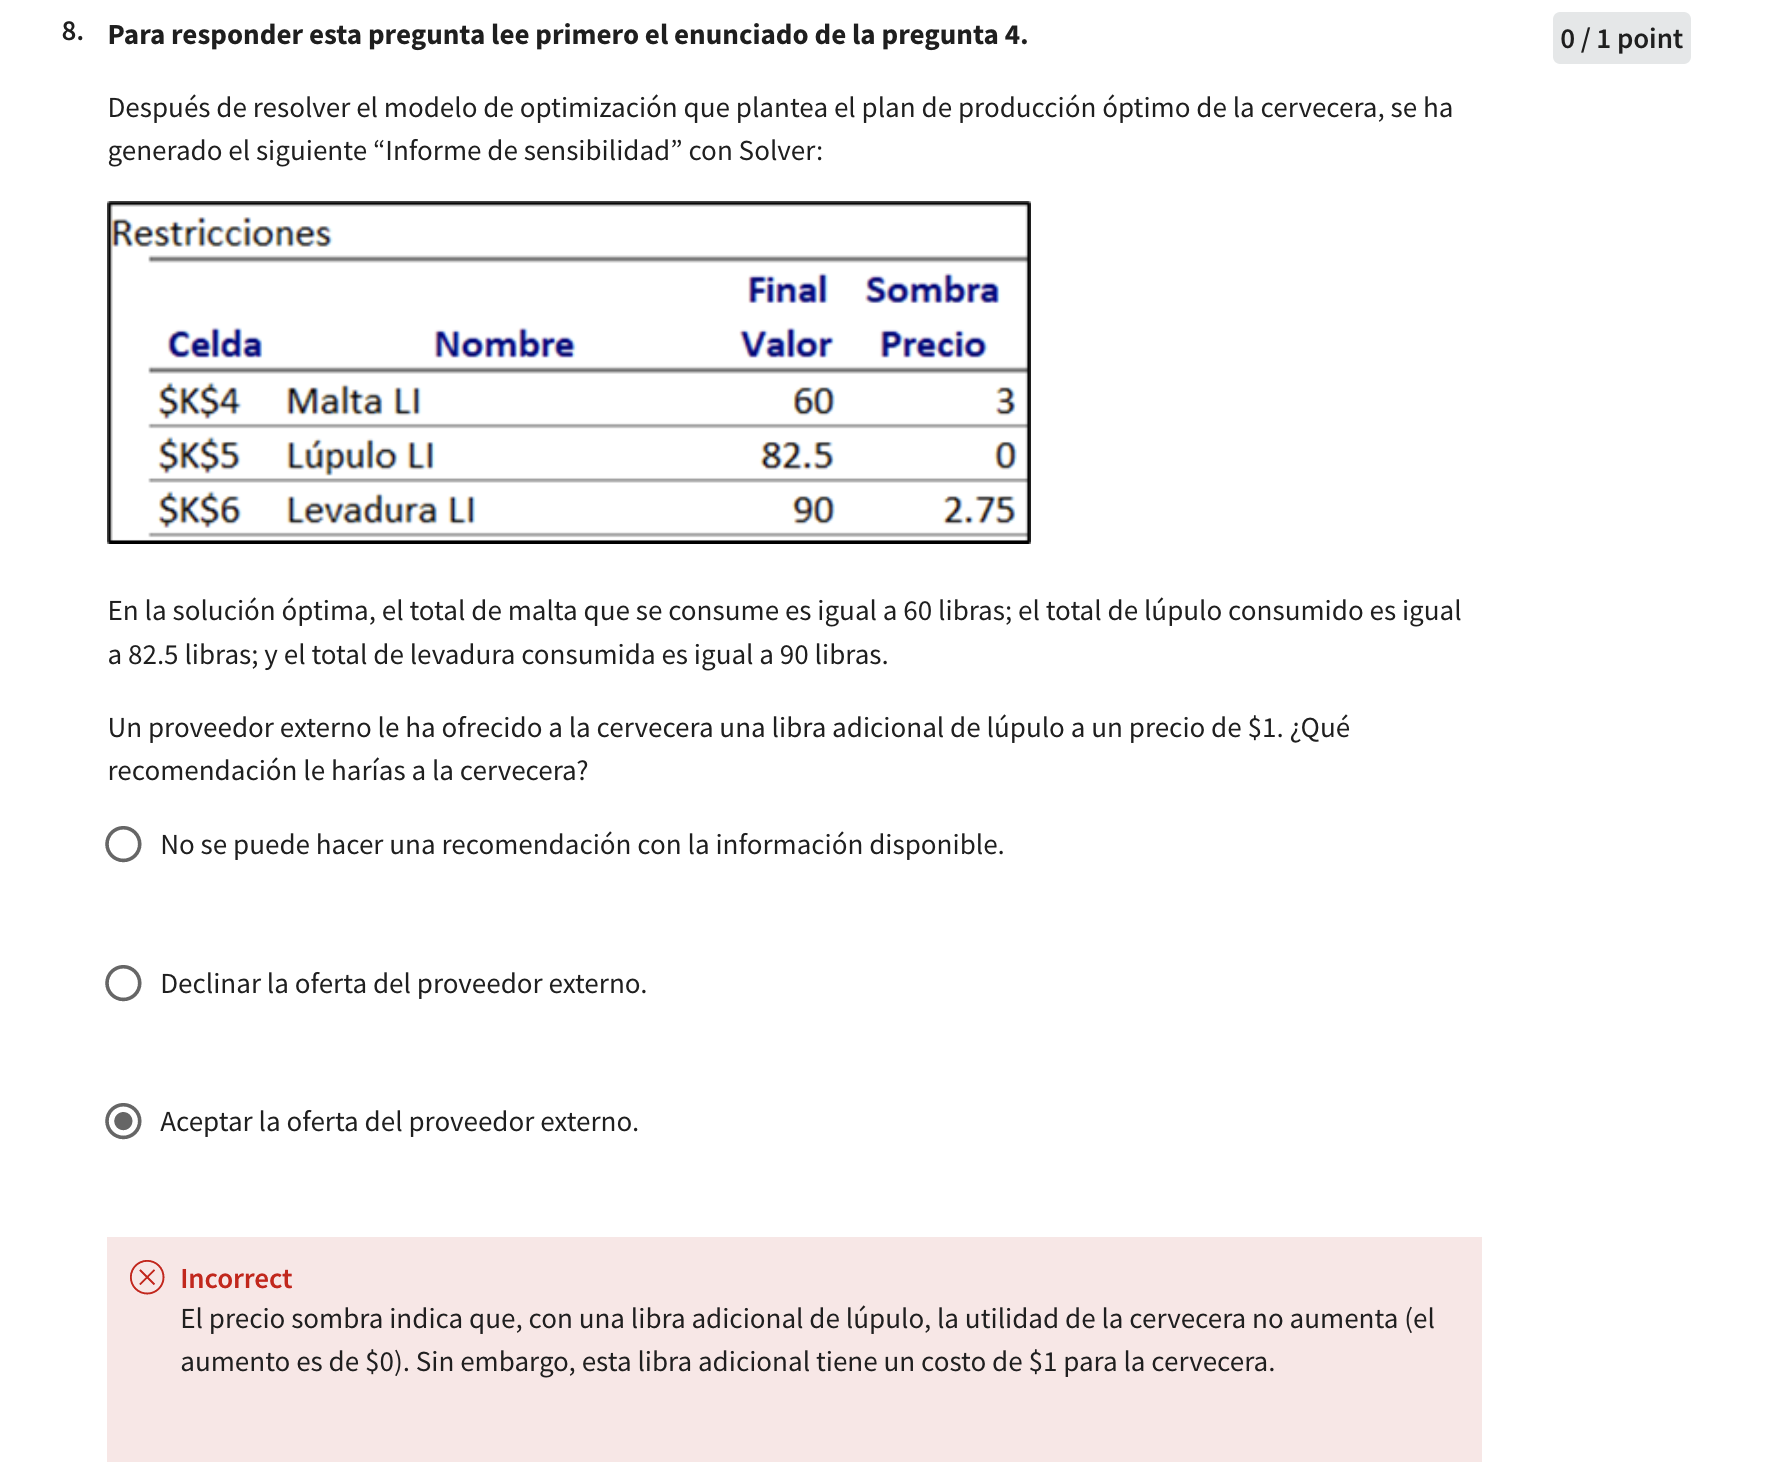 8. Para responder esta pregunta lee primero el enunciado de la pregunta 4.
0 / 1 point
Después de resolver el modelo de optimización que plantea el plan de producción óptimo de la cervecera, se ha
generado el siguiente “Informe de sensibilidad” con Solver:
Restricciones
Final Sombra
Celda Nombre Valor Precio
$K$4 Malta LI 60 3
$K$5 Lúpulo LI 82.5 0
$K$6 Levadura LI 90 2.75
En la solución óptima, el total de malta que se consume es igual a 60 libras; el total de lúpulo consumido es igual
a 82.5 libras; y el total de levadura consumida es igual a 90 libras.
Un proveedor externo le ha ofrecido a la cervecera una libra adicional de lúpulo a un precio de $1. ¿Qué
recomendación le harías a la cervecera?
No se puede hacer una recomendación con la información disponible.
Declinar la oferta del proveedor externo.
Aceptar la oferta del proveedor externo.
Incorrect
El precio sombra indica que, con una libra adicional de lúpulo, la utilidad de la cervecera no aumenta (el
aumento es de $0). Sin embargo, esta libra adicional tiene un costo de $1 para la cervecera.